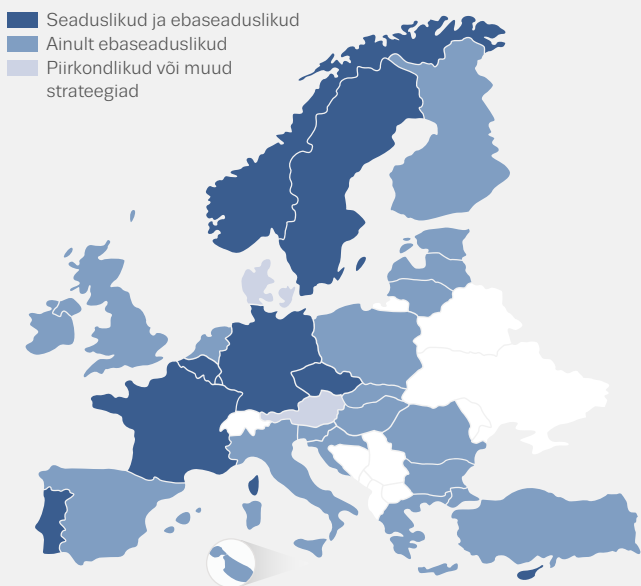 Seaduslikud ja ebaseaduslikud
Ainult ebaseaduslikud
Piirkondlikud või muud
strateegiad